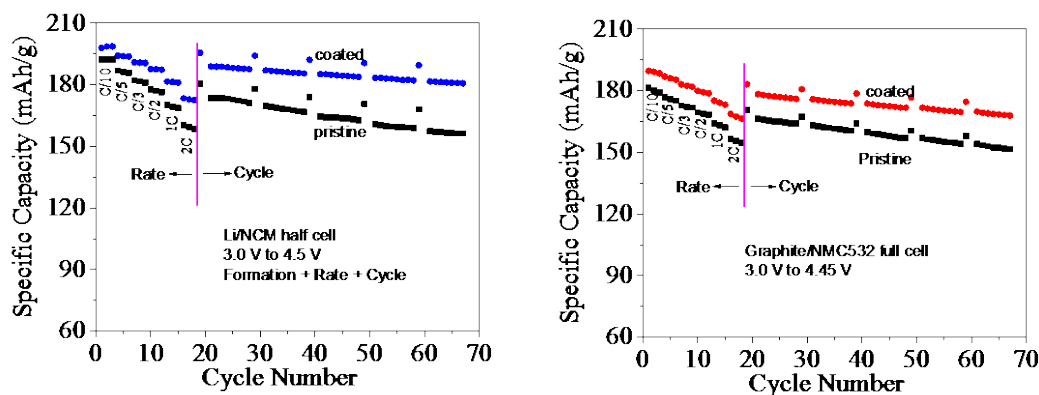 Specific Capacity (mAh/g)
210
180
150
120
90
60
coated
pristine
C/10
C/5
C/3
C/2
1C
2C
Rate
Cycle
Li/NCM half cell
3.0 V to 4.5 V
Formation + Rate + Cycle
0 10 20 30 40 50 60 70
Cycle Number
Specific Capacity (mAh/g)
210
180
150
120
90
60
coated
Pristine
C/10
C/5
C/3
C/2
1C
2C
Rate
Cycle
Graphite/NMC532 full cell
3.0 V to 4.45 V
0 10 20 30 40 50 60 70
Cycle Number